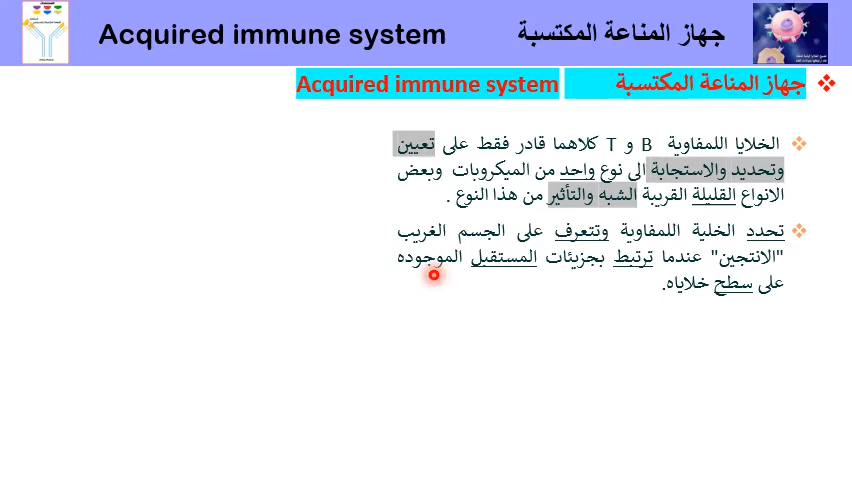 Acquired immune system جهاز المناعة المكتسبة
جهاز المناعة المكتسبة Acquired immune system
الخلايا اللمفاوية B و T كلاهما قادر فقط على تعيين
وتحديد والاستجابة الى نوع واحد من الميكروبات وبعض
الانواع القليلة القريبة الشبه والتأثير من هذا النوع .
تحدد الخلية اللمفاوية وتتعرف على الجسم الغريب
"الانتجين" عندما ترتبط بجزيئات المستقبل الموجوده
على سطح خلاياه.